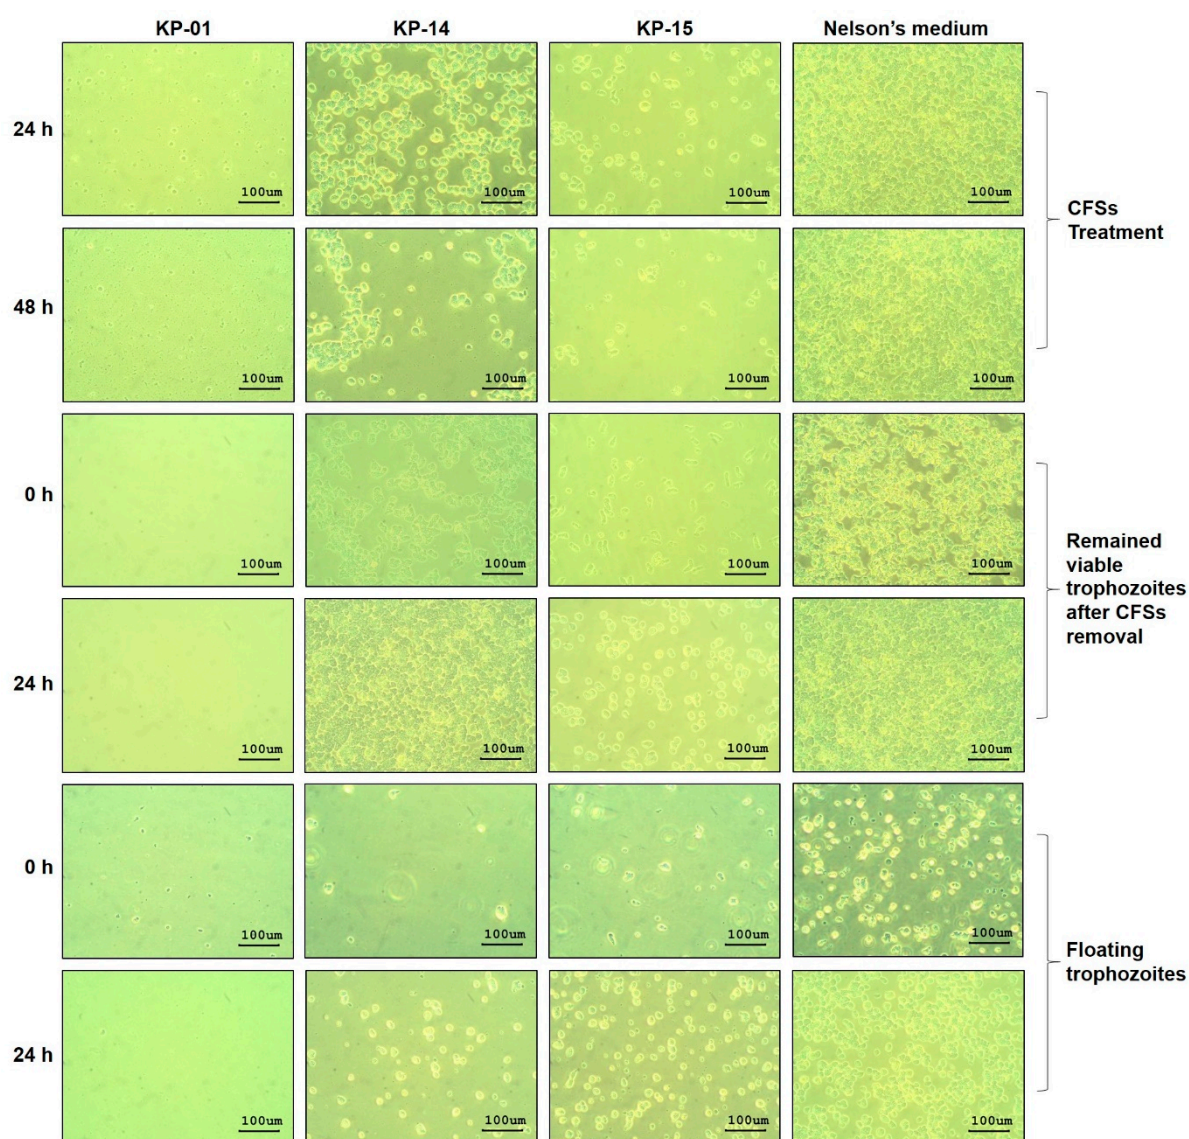 KP-01 KP-14 KP-15 Nelson's medium
24 h
100um 100um 100um 100um
CFSs
Treatment
48 h
100um 100um 100um 100um
0 h
100um 100um 100um 100um
Remained
viable
trophozoites
after CFSs
removal
24 h
100um 100um 100um 100um
0 h
100um 100um 100um 100um
Floating
trophozoites
24 h
100um 100um 100um 100um